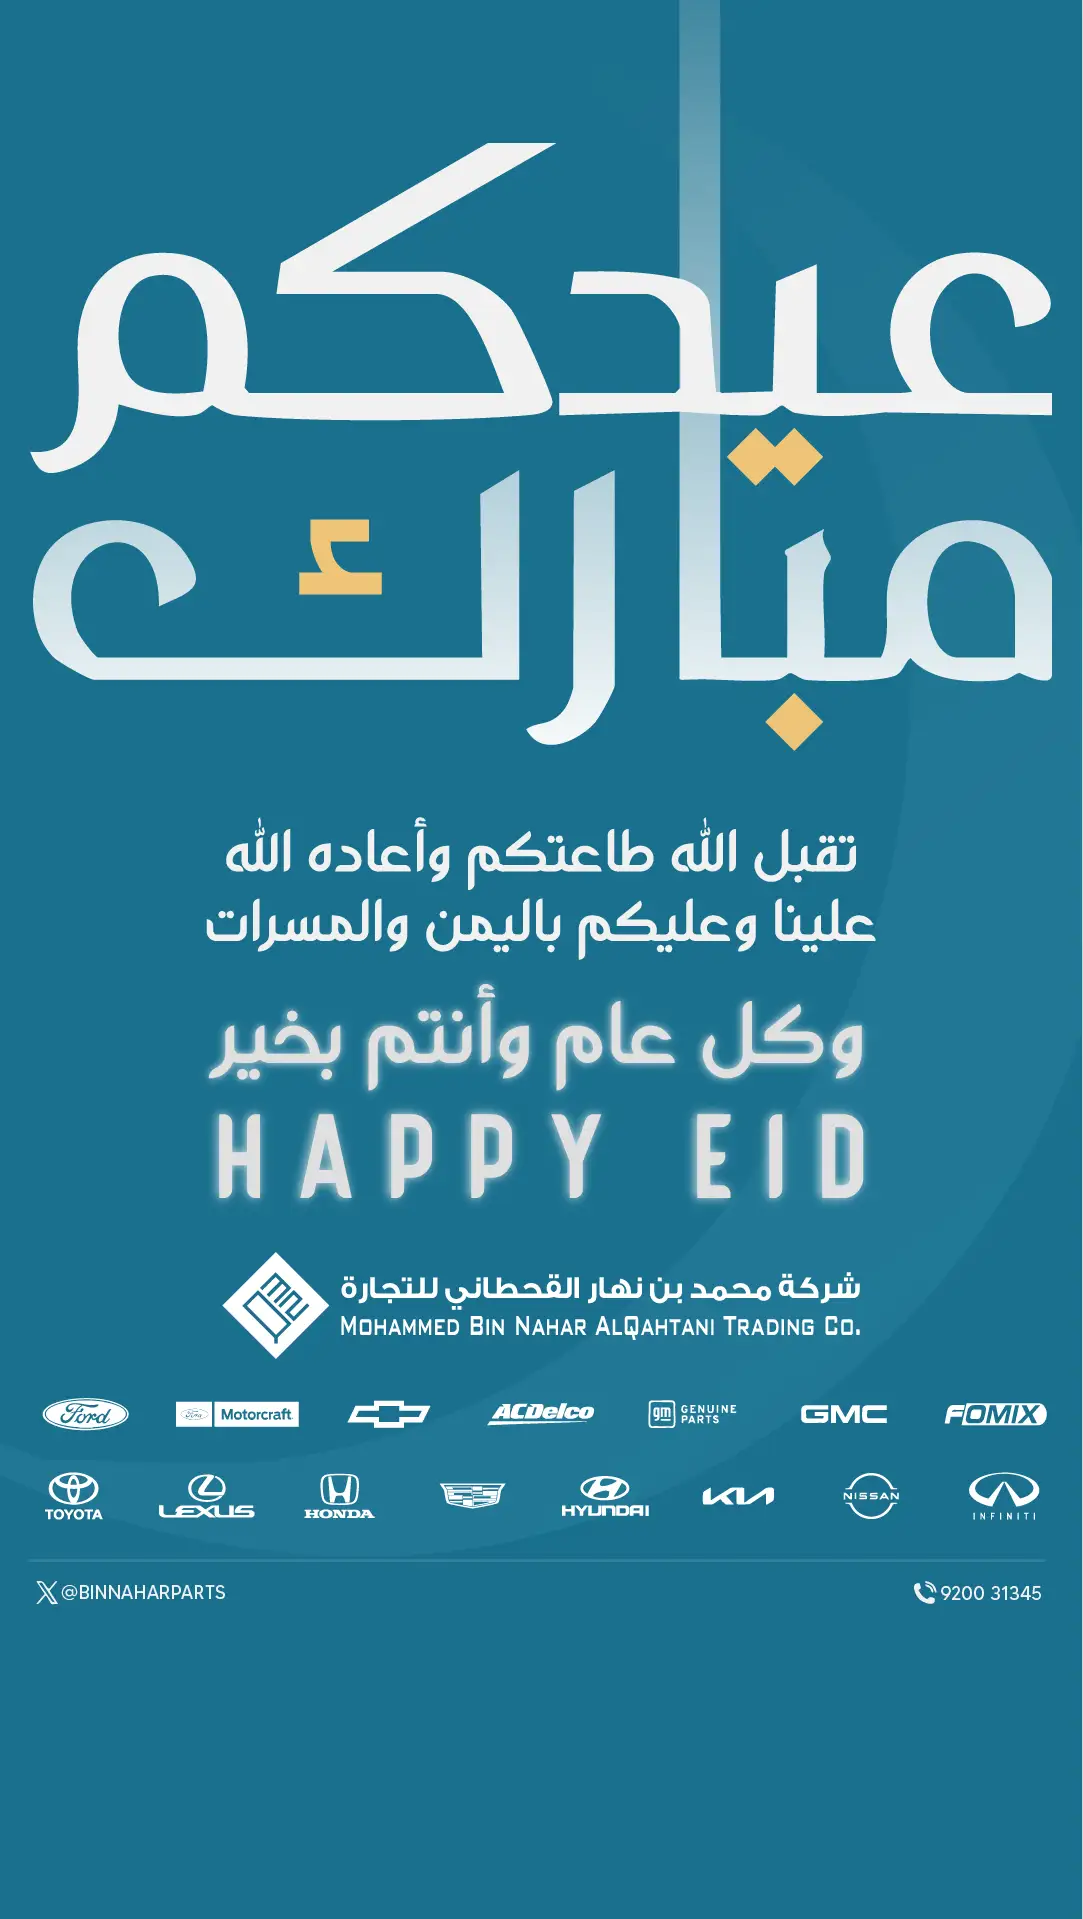 عيدكم
مبارك
تقبل الله طاعتكم وأعاده الله
علينا وعليكم باليمن والمسرات
وكل عام وأنتم بخير
HAPPY EID
شركة محمد بن نهار القحطاني للتجارة
MOHAMMED BIN NAHAR ALQAHTANI TRADING CO.
Ford Ford Motorcraft ACDelco gm GENUINE PARTS GMC FOMIX
TOYOTA LEXUS HONDA HYUNDAI KIA NISSAN INFINITI
X@BINNAHARPARTS 9200 31345